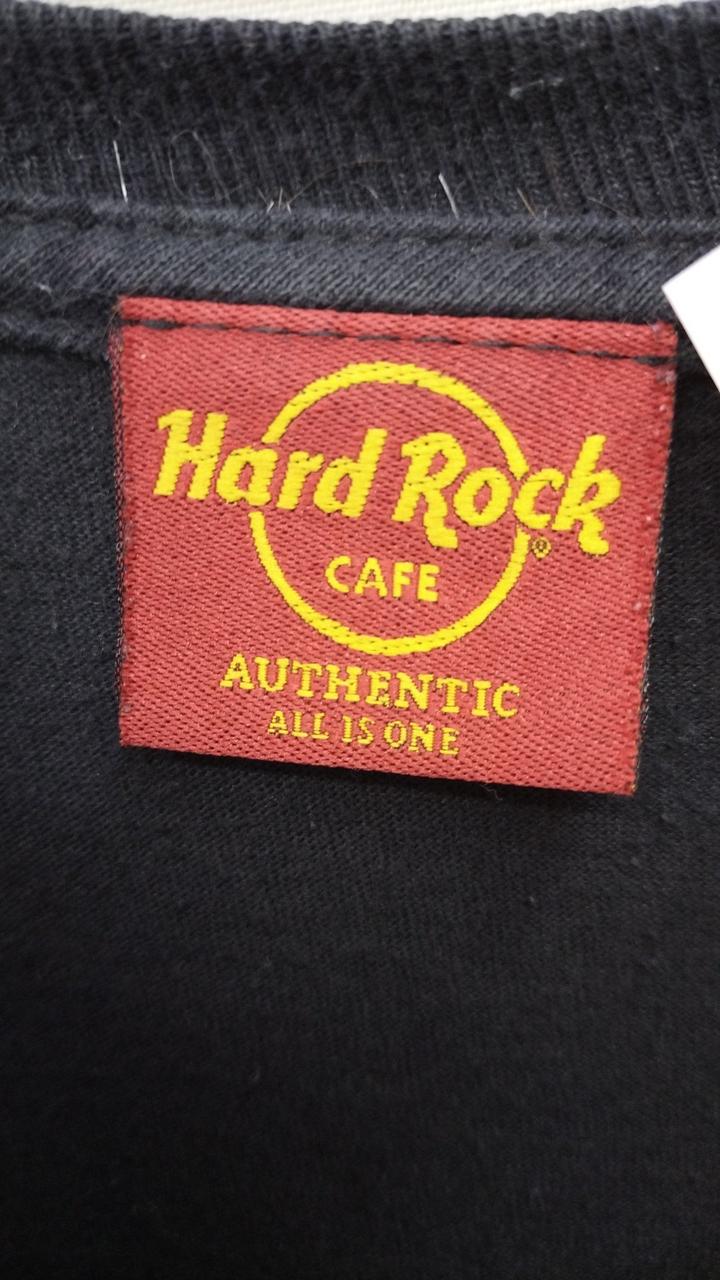 Hard Rock®
CAFE
AUTHENTIC
ALL IS ONE